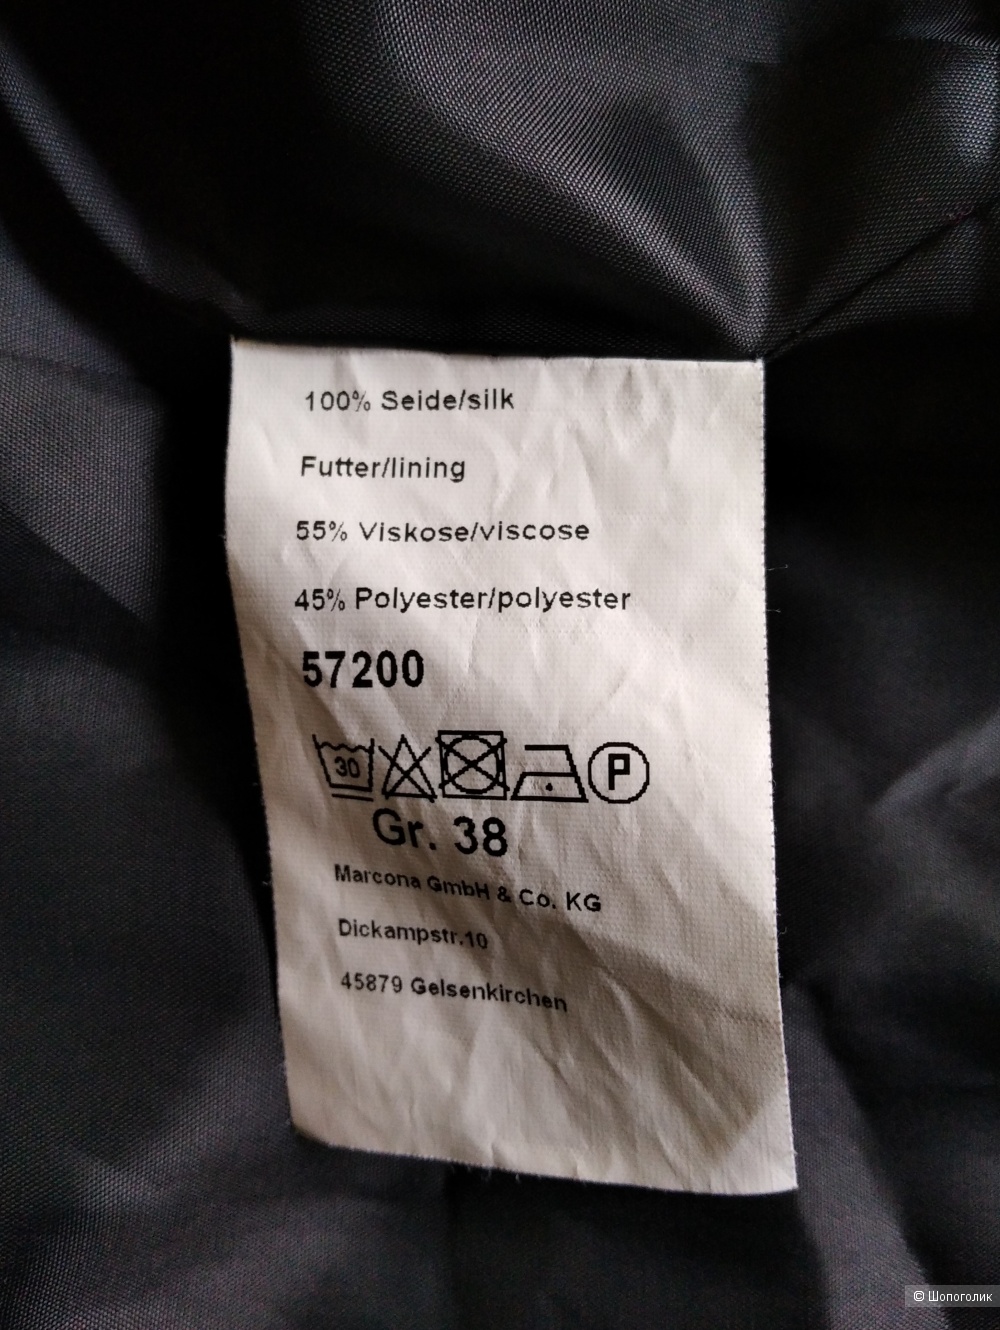 100% Seide/silk
Futter/lining
55% Viskose/viscose
45% Polyester/polyester
57200
30 P
Gr. 38
Marcona GmbH & Co. KG
Dickampstr.10
45879 Gelsenkirchen
© Шопоголик